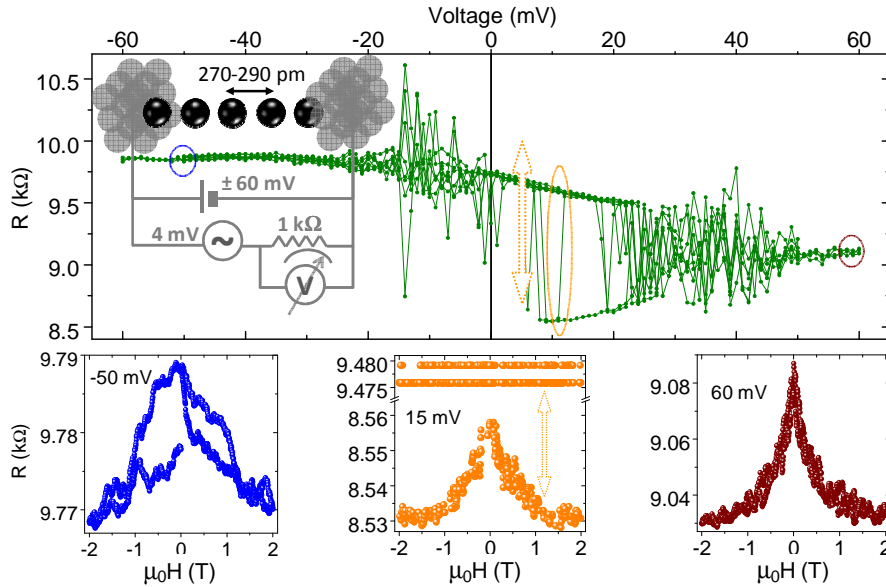 Voltage (mV)
-60 -40 -20 0 20 40 60
R (kΩ)
10.5
10.0
9.5
9.0
8.5
270-290 pm
± 60 mV
4 mV
~
1 kΩ
V
R (kΩ)
9.79
9.78
9.77
-50 mV
-2 -1 0 1 2
μ₀H (T)
9.480
9.475
8.56
8.55
8.54
8.53
15 mV
-2 -1 0 1 2
μ₀H (T)
9.08
9.06
9.04
60 mV
-2 -1 0 1 2
μ₀H (T)